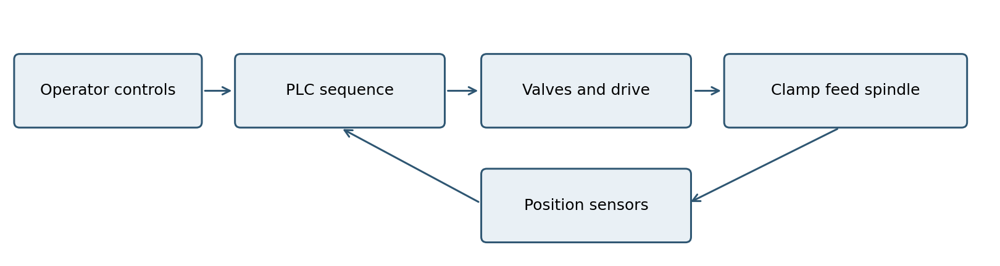 Operator controls
PLC sequence
Valves and drive
Clamp feed spindle
Position sensors